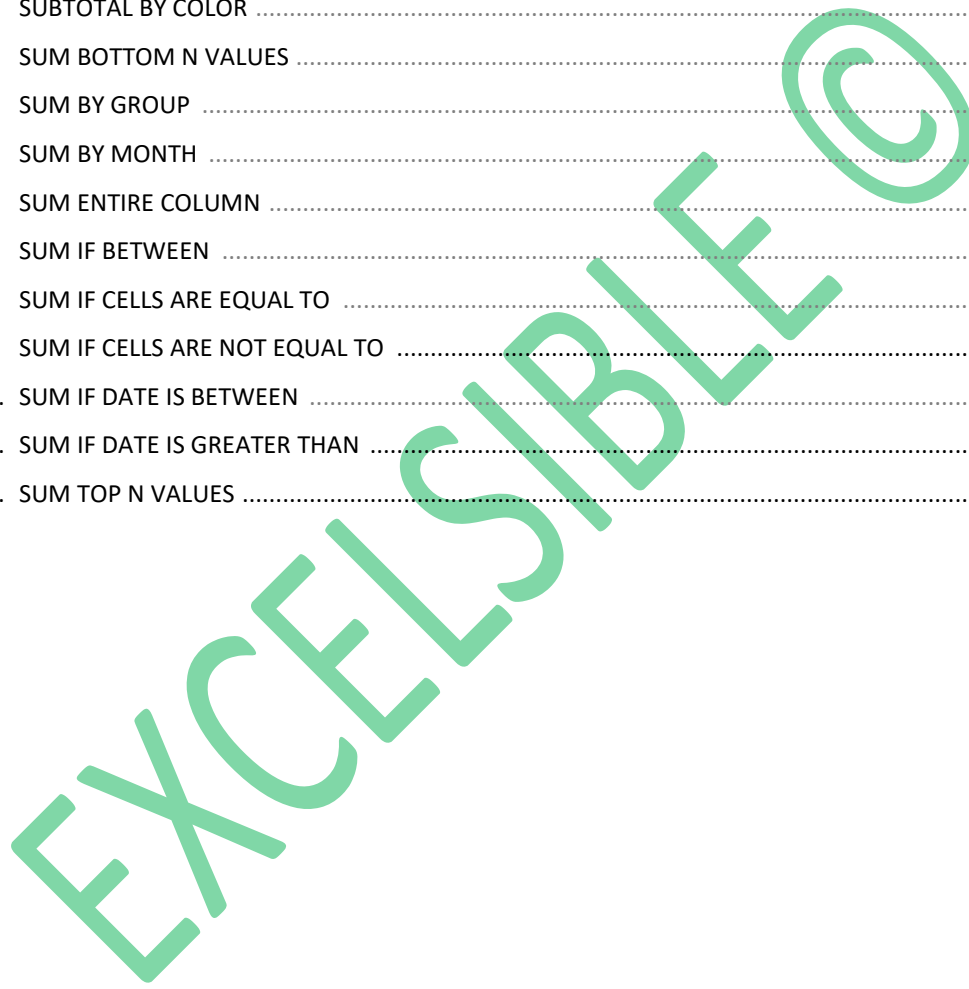 SUBTOTAL BY COLOR ................................................
SUM BOTTOM N VALUES ................................................
SUM BY GROUP ................................................
SUM BY MONTH ................................................
SUM ENTIRE COLUMN ................................................
SUM IF BETWEEN ................................................
SUM IF CELLS ARE EQUAL TO ................................................
SUM IF CELLS ARE NOT EQUAL TO ................................................
. SUM IF DATE IS BETWEEN ................................................
. SUM IF DATE IS GREATER THAN ................................................
. SUM TOP N VALUES ................................................
EXCELSIBLE ©